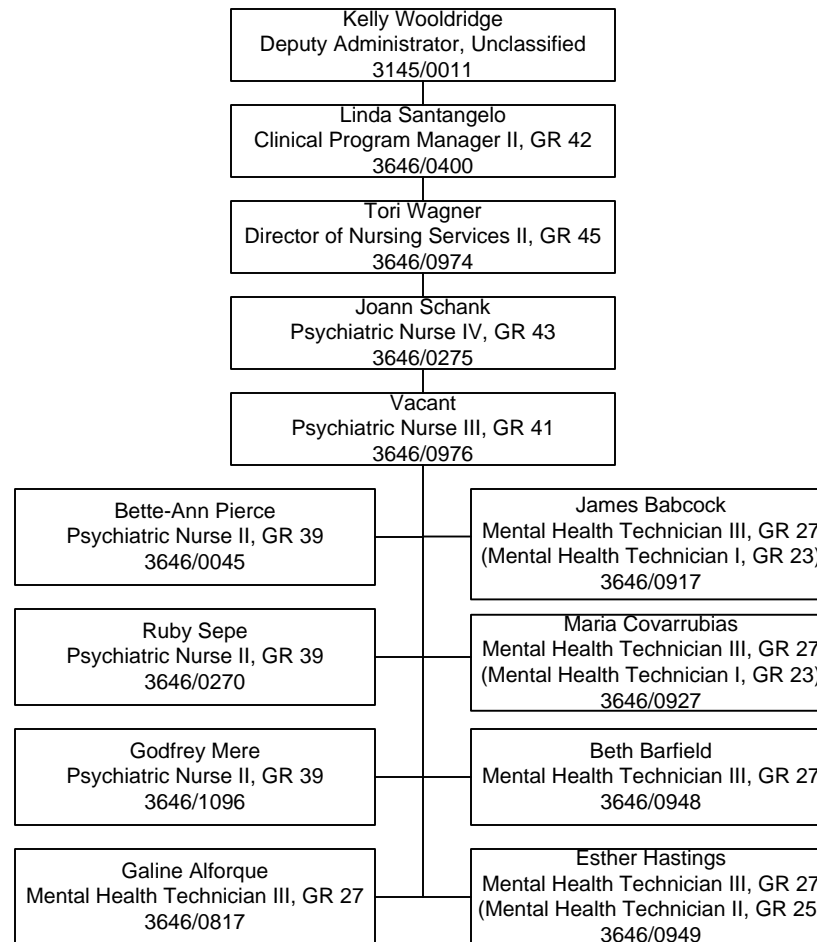 Kelly Wooldridge
Deputy Administrator, Unclassified
3145/0011
Linda Santangelo
Clinical Program Manager II, GR 42
3646/0400
Tori Wagner
Director of Nursing Services II, GR 45
3646/0974
Joann Schank
Psychiatric Nurse IV, GR 43
3646/0275
Vacant
Psychiatric Nurse III, GR 41
3646/0976
Bette-Ann Pierce
Psychiatric Nurse II, GR 39
3646/0045
James Babcock
Mental Health Technician III, GR 27
(Mental Health Technician I, GR 23)
3646/0917
Ruby Sepe
Psychiatric Nurse II, GR 39
3646/0270
Maria Covarrubias
Mental Health Technician III, GR 27
(Mental Health Technician I, GR 23)
3646/0927
Godfrey Mere
Psychiatric Nurse II, GR 39
3646/1096
Beth Barfield
Mental Health Technician III, GR 27
3646/0948
Galine Alforque
Mental Health Technician III, GR 27
3646/0817
Esther Hastings
Mental Health Technician III, GR 27
(Mental Health Technician II, GR 25
3646/0949